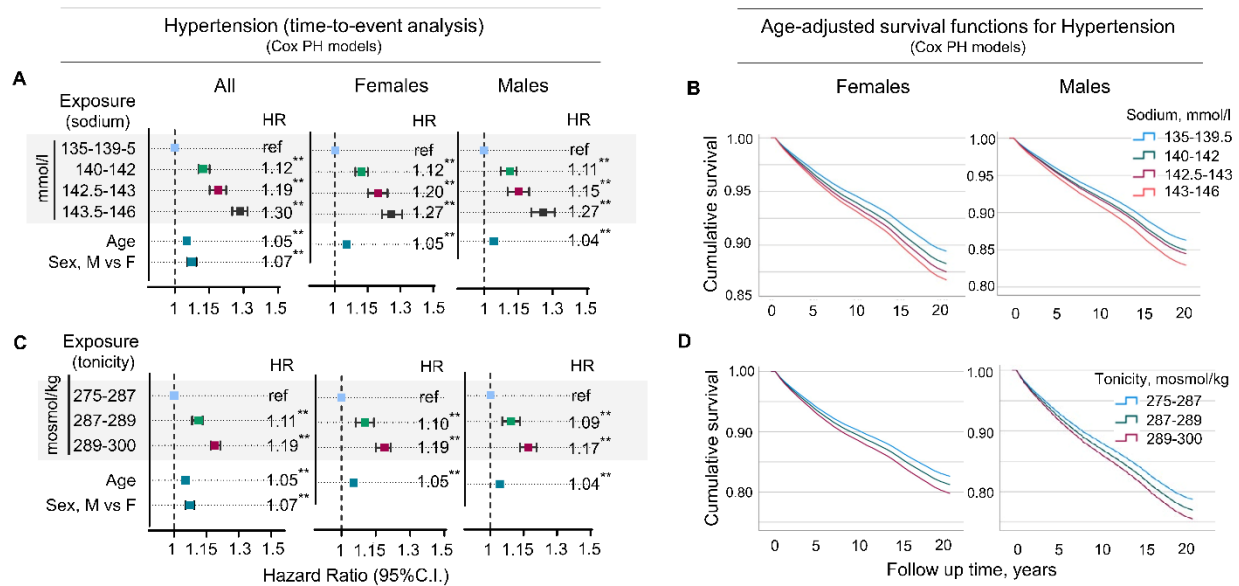 Hypertension (time-to-event analysis)
(Cox PH models)
Age-adjusted survival functions for Hypertension
(Cox PH models)
A
All
Females
Males
Exposure
(sodium)
HR
HR
HR
mmol/l
135-139-5
ref
ref
ref
140-142
1.12**
1.12**
1.11**
142.5-143
1.19**
1.20**
1.15**
143.5-146
1.30**
1.27**
1.27**
Age
1.05**
1.05**
1.04**
Sex, M vs F
1.07**
1 1.15 1.3 1.5
1 1.15 1.3 1.5
1 1.15 1.3 1.5
B
Females
Males
Cumulative survival
1.00
0.95
0.90
0.85
0 5 10 15 20
1.00
0.95
0.90
0.85
0.80
0 5 10 15 20
Sodium, mmol/l
135-139.5
140-142
142.5-143
143-146
C
Exposure
(tonicity)
HR
HR
HR
mosmol/kg
275-287
ref
ref
ref
287-289
1.11**
1.10**
1.09**
289-300
1.19**
1.19**
1.17**
Age
1.05**
1.05**
1.04**
Sex, M vs F
1.07**
1 1.15 1.3 1.5
1 1.15 1.3 1.5
1 1.15 1.3 1.5
Hazard Ratio (95%C.I.)
D
Cumulative survival
1.00
0.90
0.80
0 5 10 15 20
1.00
0.90
0.80
0 5 10 15 20
Tonicity, mosmol/kg
275-287
287-289
289-300
Follow up time, years